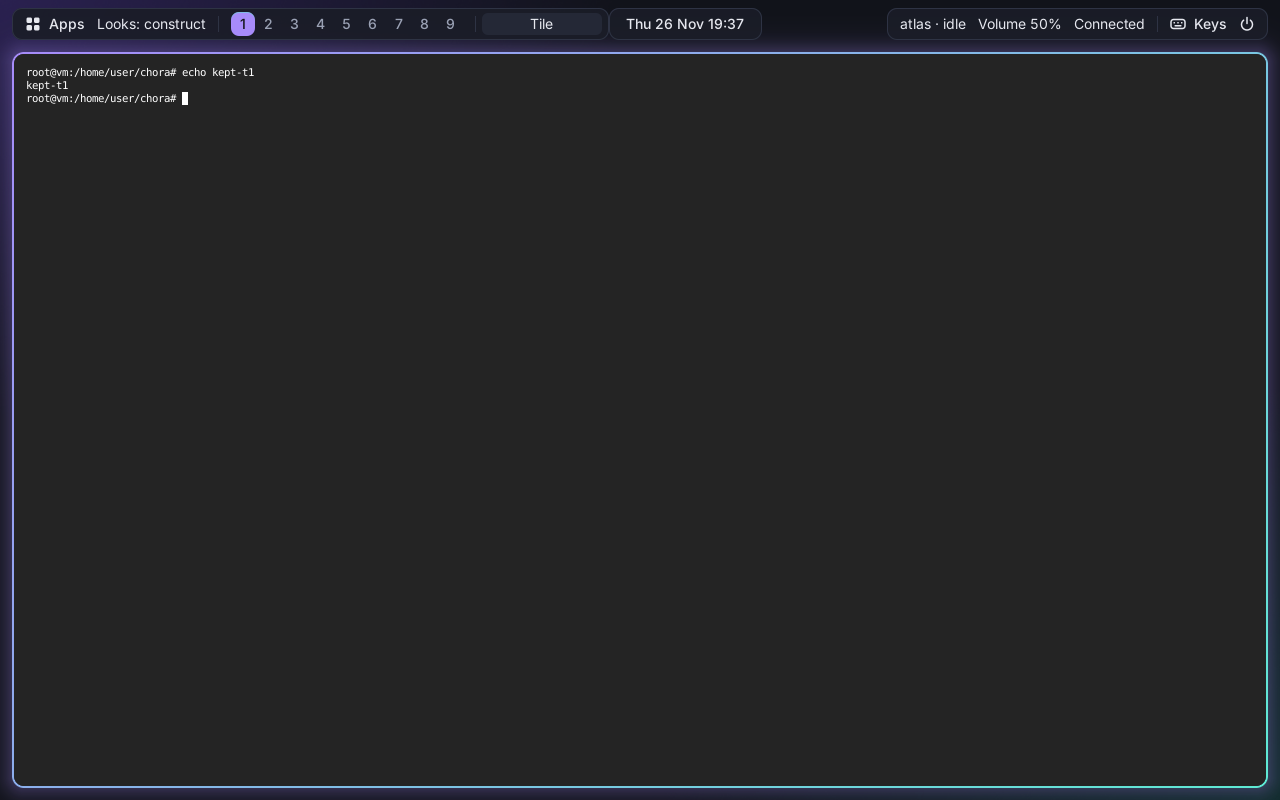 Apps Looks: construct 1 2 3 4 5 6 7 8 9 Tile Thu 26 Nov 19:37 atlas · idle Volume 50% Connected Keys
root@vm:/home/user/chora# echo kept-t1
kept-t1
root@vm:/home/user/chora#